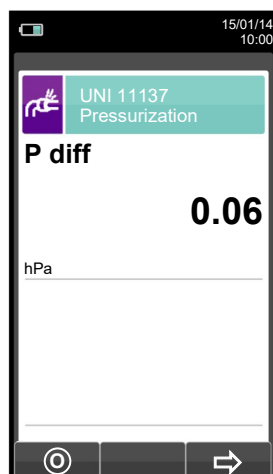 15/01/14
10:00
UNI 11137
Pressurization
P diff
0.06
hPa